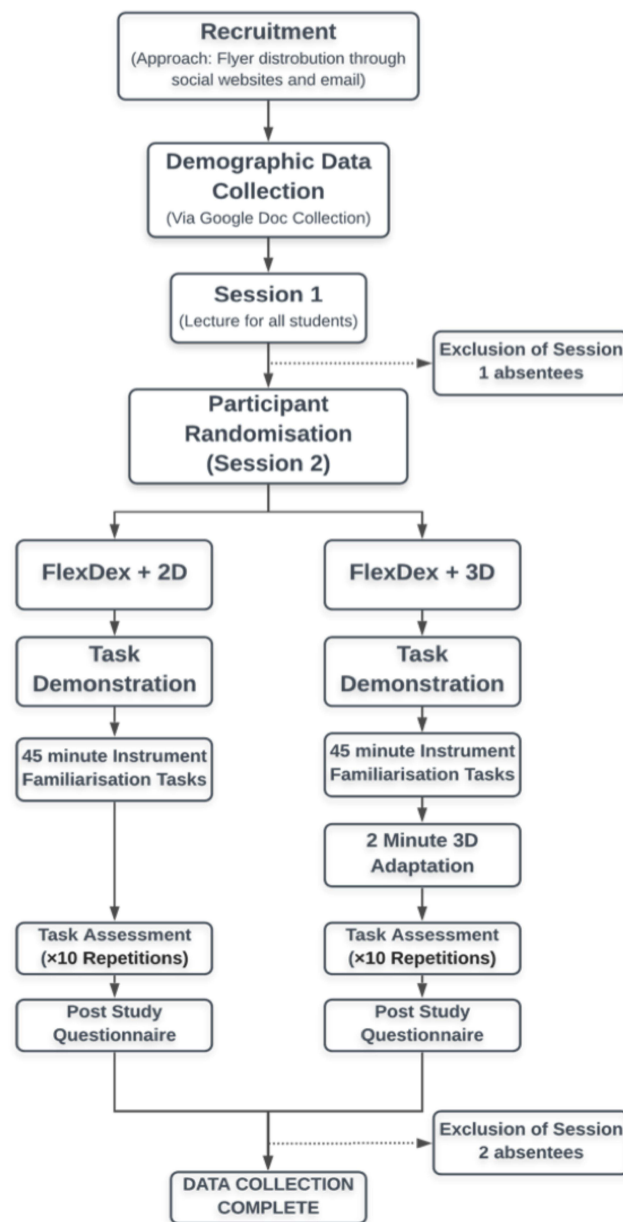 Recruitment
(Approach: Flyer distrobution through
social websites and email)
Demographic Data
Collection
(Via Google Doc Collection)
Session 1
(Lecture for all students)
Exclusion of Session
1 absentees
Participant
Randomisation
(Session 2)
FlexDex + 2D
Task
Demonstration
45 minute Instrument
Familiarisation Tasks
Task Assessment
(×10 Repetitions)
Post Study
Questionnaire
FlexDex + 3D
Task
Demonstration
45 minute Instrument
Familiarisation Tasks
2 Minute 3D
Adaptation
Task Assessment
(×10 Repetitions)
Post Study
Questionnaire
Exclusion of Session
2 absentees
DATA COLLECTION
COMPLETE